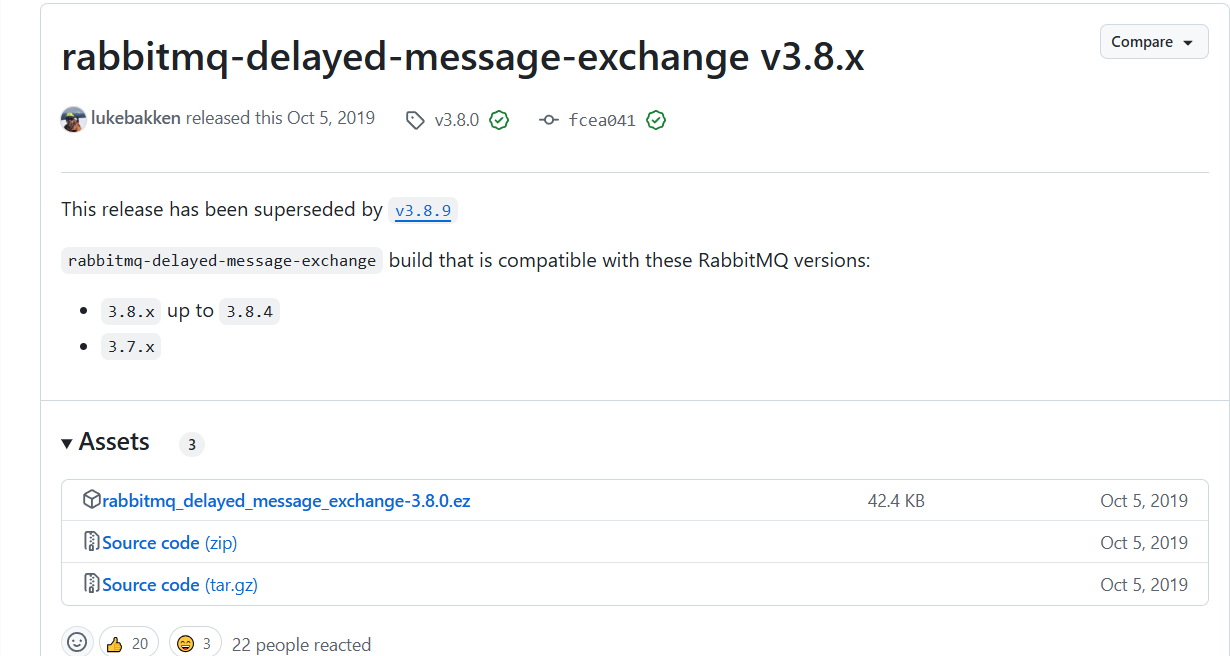 rabbitmq-delayed-message-exchange v3.8.x
Compare
lukebakken released this Oct 5, 2019 v3.8.0 fcea041
This release has been superseded by v3.8.9
rabbitmq-delayed-message-exchange build that is compatible with these RabbitMQ versions:
3.8.x up to 3.8.4
3.7.x
Assets 3
rabbitmq_delayed_message_exchange-3.8.0.ez 42.4 KB Oct 5, 2019
Source code (zip) Oct 5, 2019
Source code (tar.gz) Oct 5, 2019
20 3 22 people reacted